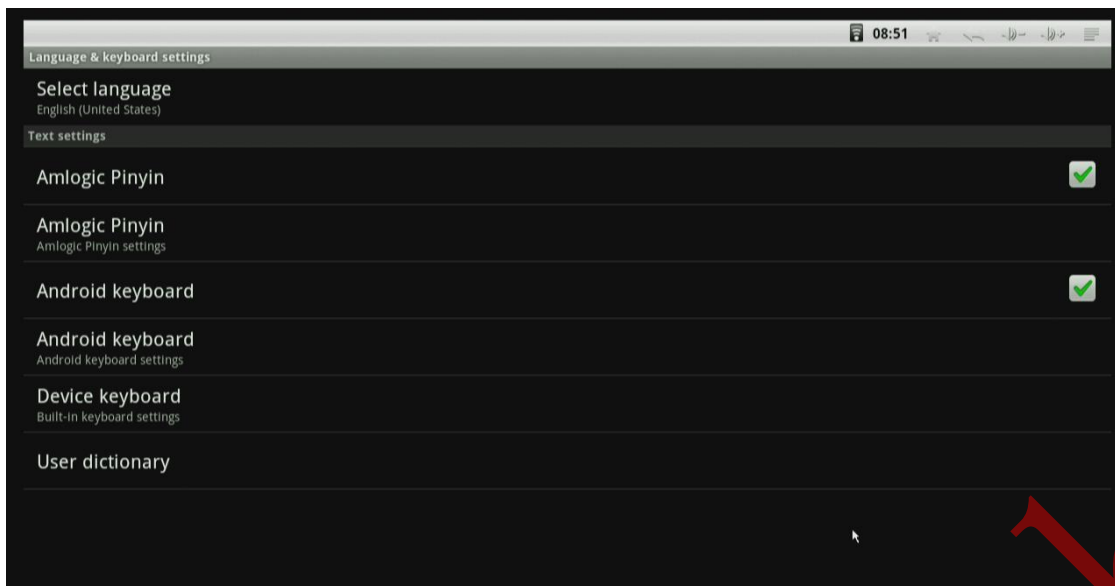 08:51
Language & keyboard settings
Select language
English (United States)
Text settings
Amlogic Pinyin
Amlogic Pinyin
Amlogic Pinyin settings
Android keyboard
Android keyboard
Android keyboard settings
Device keyboard
Built-in keyboard settings
User dictionary